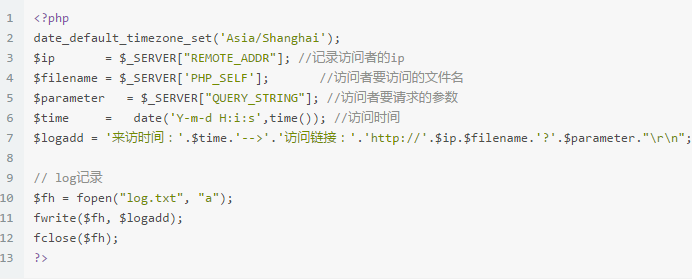 1 <?php
2 date_default_timezone_set('Asia/Shanghai');
3 $ip       = $_SERVER["REMOTE_ADDR"]; //记录访问者的ip
4 $filename = $_SERVER['PHP_SELF'];       //访问者要访问的文件名
5 $parameter   = $_SERVER["QUERY_STRING"]; //访问者要请求的参数
6 $time     =   date('Y-m-d H:i:s',time()); //访问时间
7 $logadd = '来访时间：'.$time.'-->'.'访问链接：'.'http://'.$ip.$filename.'?'.$parameter."\r\n";
8
9 // log记录
10 $fh = fopen("log.txt", "a");
11 fwrite($fh, $logadd);
12 fclose($fh);
13 ?>